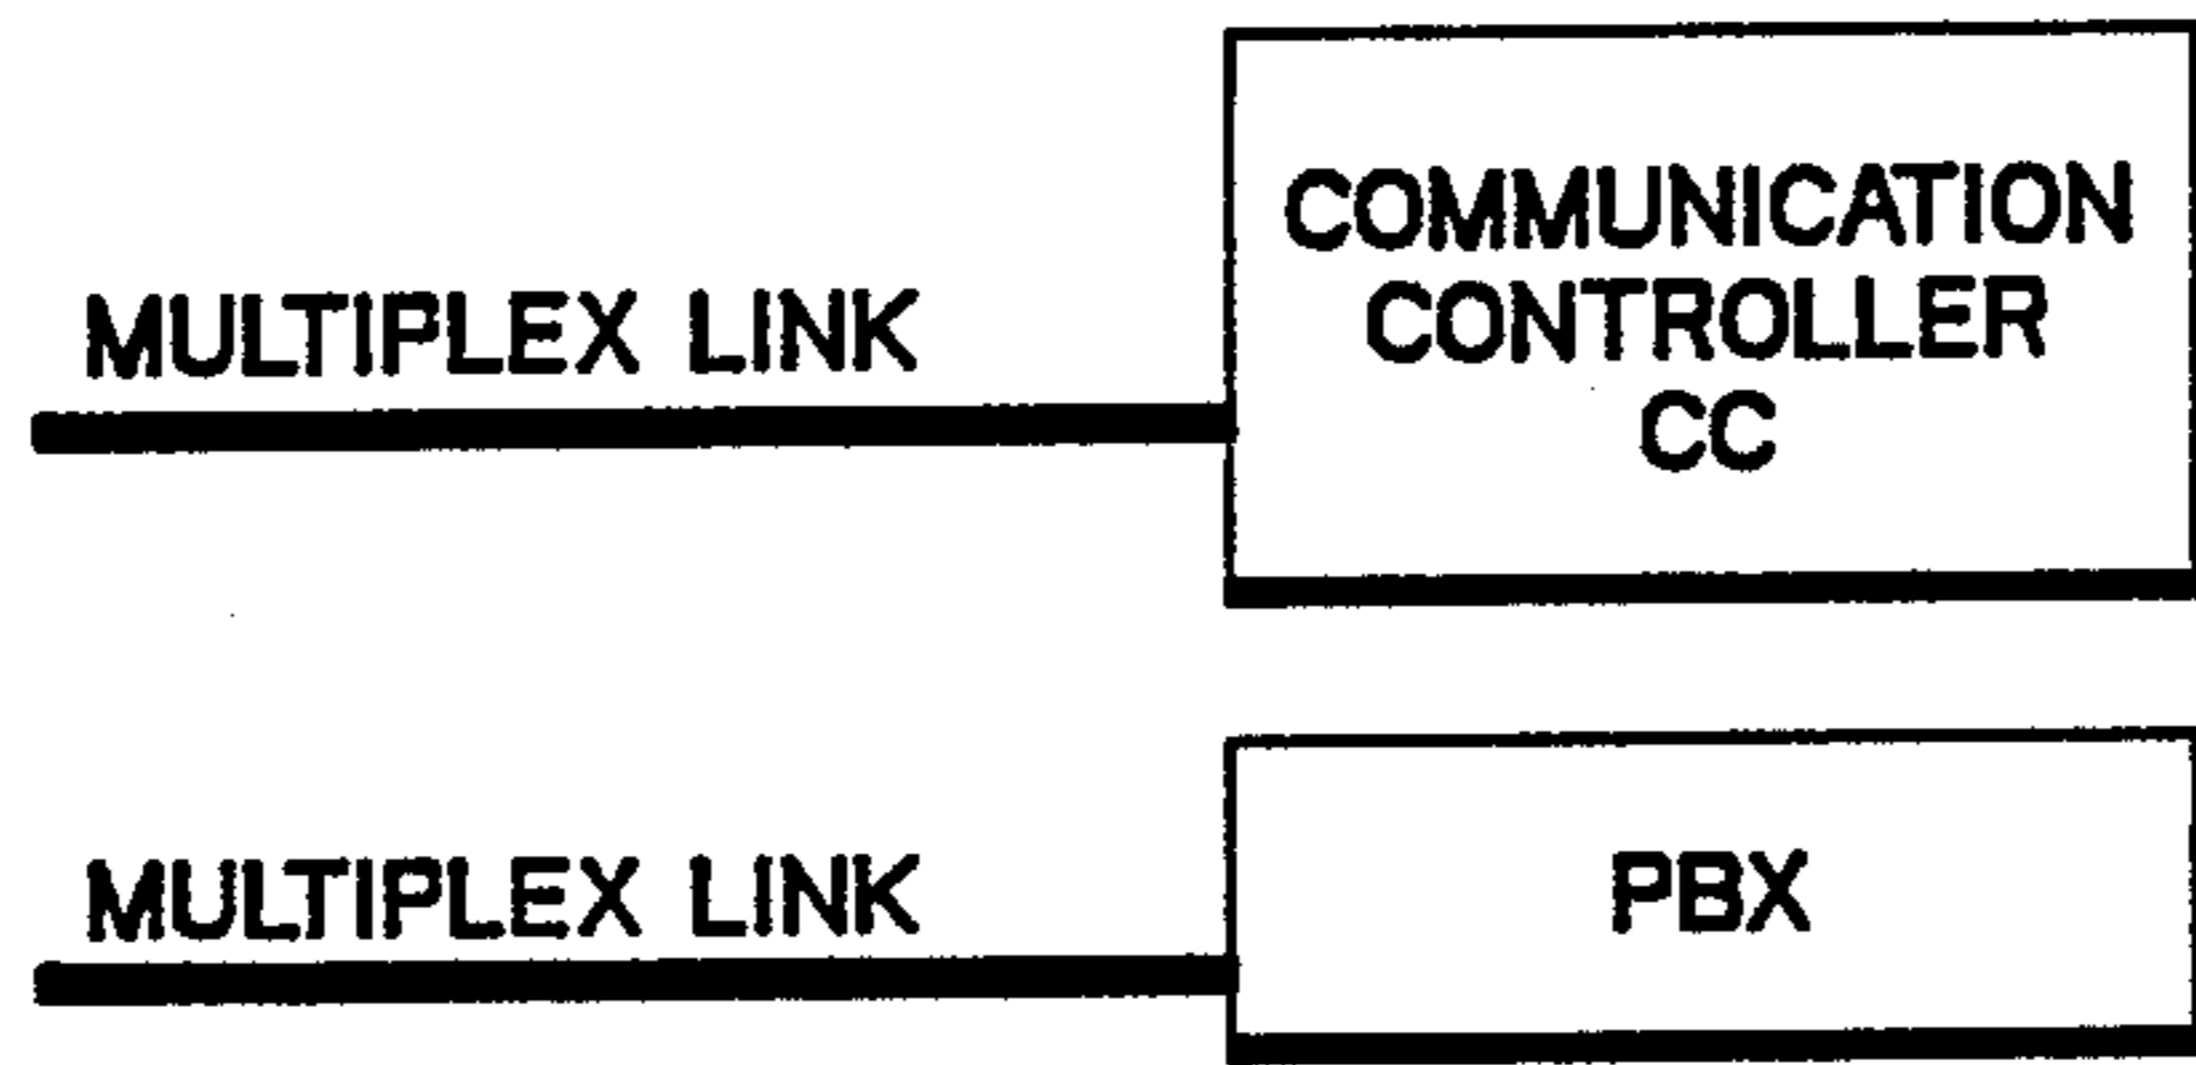 COMMUNICATION
CONTROLLER
CC
MULTIPLEX LINK
MULTIPLEX LINK
PBX